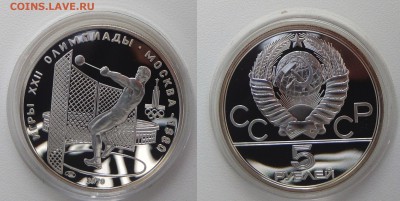 COINS.LAVE.RU
ИГРЫ XXII ОЛИМПИАДЫ · МОСКВА · 1980
СССР
5
РУБЛЕЙ